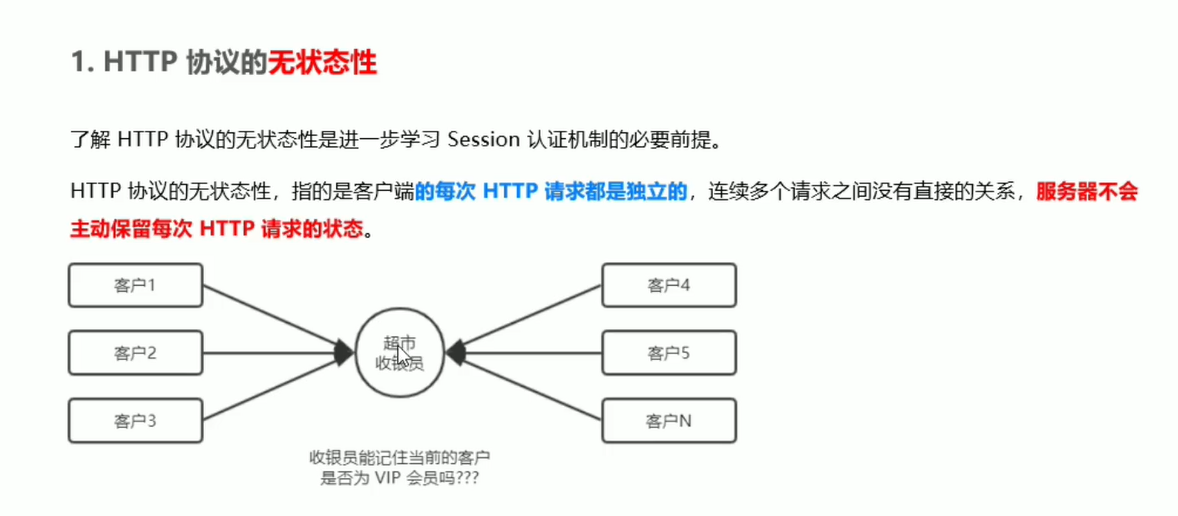 1. HTTP 协议的无状态性
了解 HTTP 协议的无状态性是进一步学习 Session 认证机制的必要前提。
HTTP 协议的无状态性，指的是客户端的每次 HTTP 请求都是独立的，连续多个请求之间没有直接的关系，服务器不会
主动保留每次 HTTP 请求的状态。
客户1
客户2
客户3
超市
收银员
客户4
客户5
客户N
收银员能记住当前的客户
是否为 VIP 会员吗???